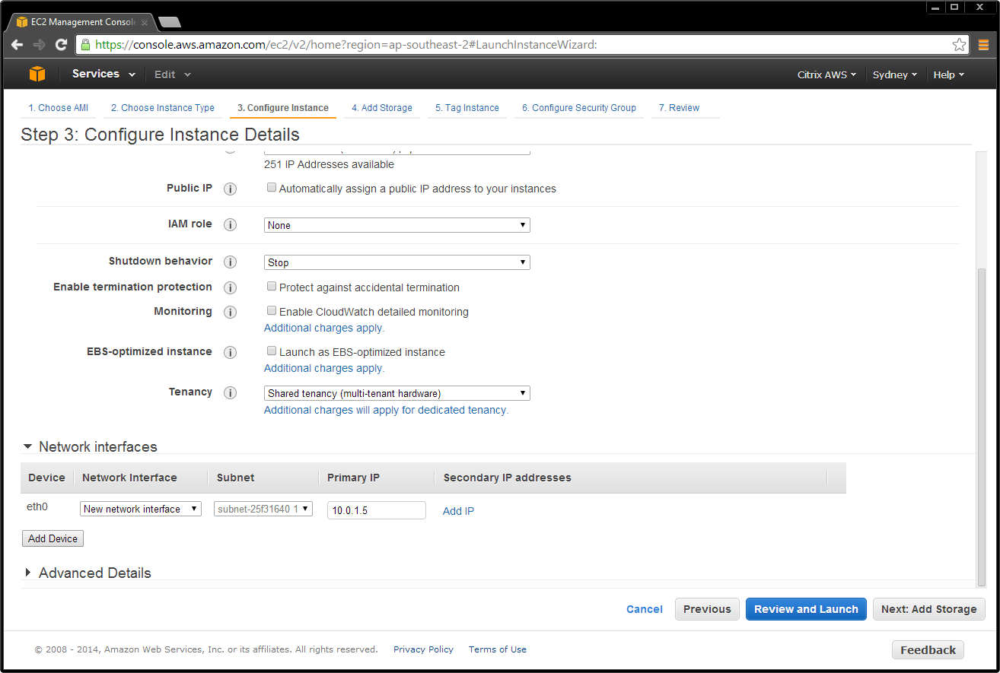 EC2 Management Consol
https://console.aws.amazon.com/ec2/v2/home?region=ap-southeast-2#LaunchInstanceWizard:
Services Edit Citrix AWS Sydney Help
1. Choose AMI 2. Choose Instance Type 3. Configure Instance 4. Add Storage 5. Tag Instance 6. Configure Security Group 7. Review
Step 3: Configure Instance Details
251 IP Addresses available
Public IP Automatically assign a public IP address to your instances
IAM role None
Shutdown behavior Stop
Enable termination protection Protect against accidental termination
Monitoring Enable CloudWatch detailed monitoring
Additional charges apply.
EBS-optimized instance Launch as EBS-optimized instance
Additional charges apply.
Tenancy Shared tenancy (multi-tenant hardware)
Additional charges will apply for dedicated tenancy.
Network interfaces
Device Network Interface Subnet Primary IP Secondary IP addresses
eth0 New network interface subnet-25f31640 1 10.0.1.5 Add IP
Add Device
Advanced Details
Cancel Previous Review and Launch Next: Add Storage
© 2008 - 2014, Amazon Web Services, Inc. or its affiliates. All rights reserved. Privacy Policy Terms of Use Feedback